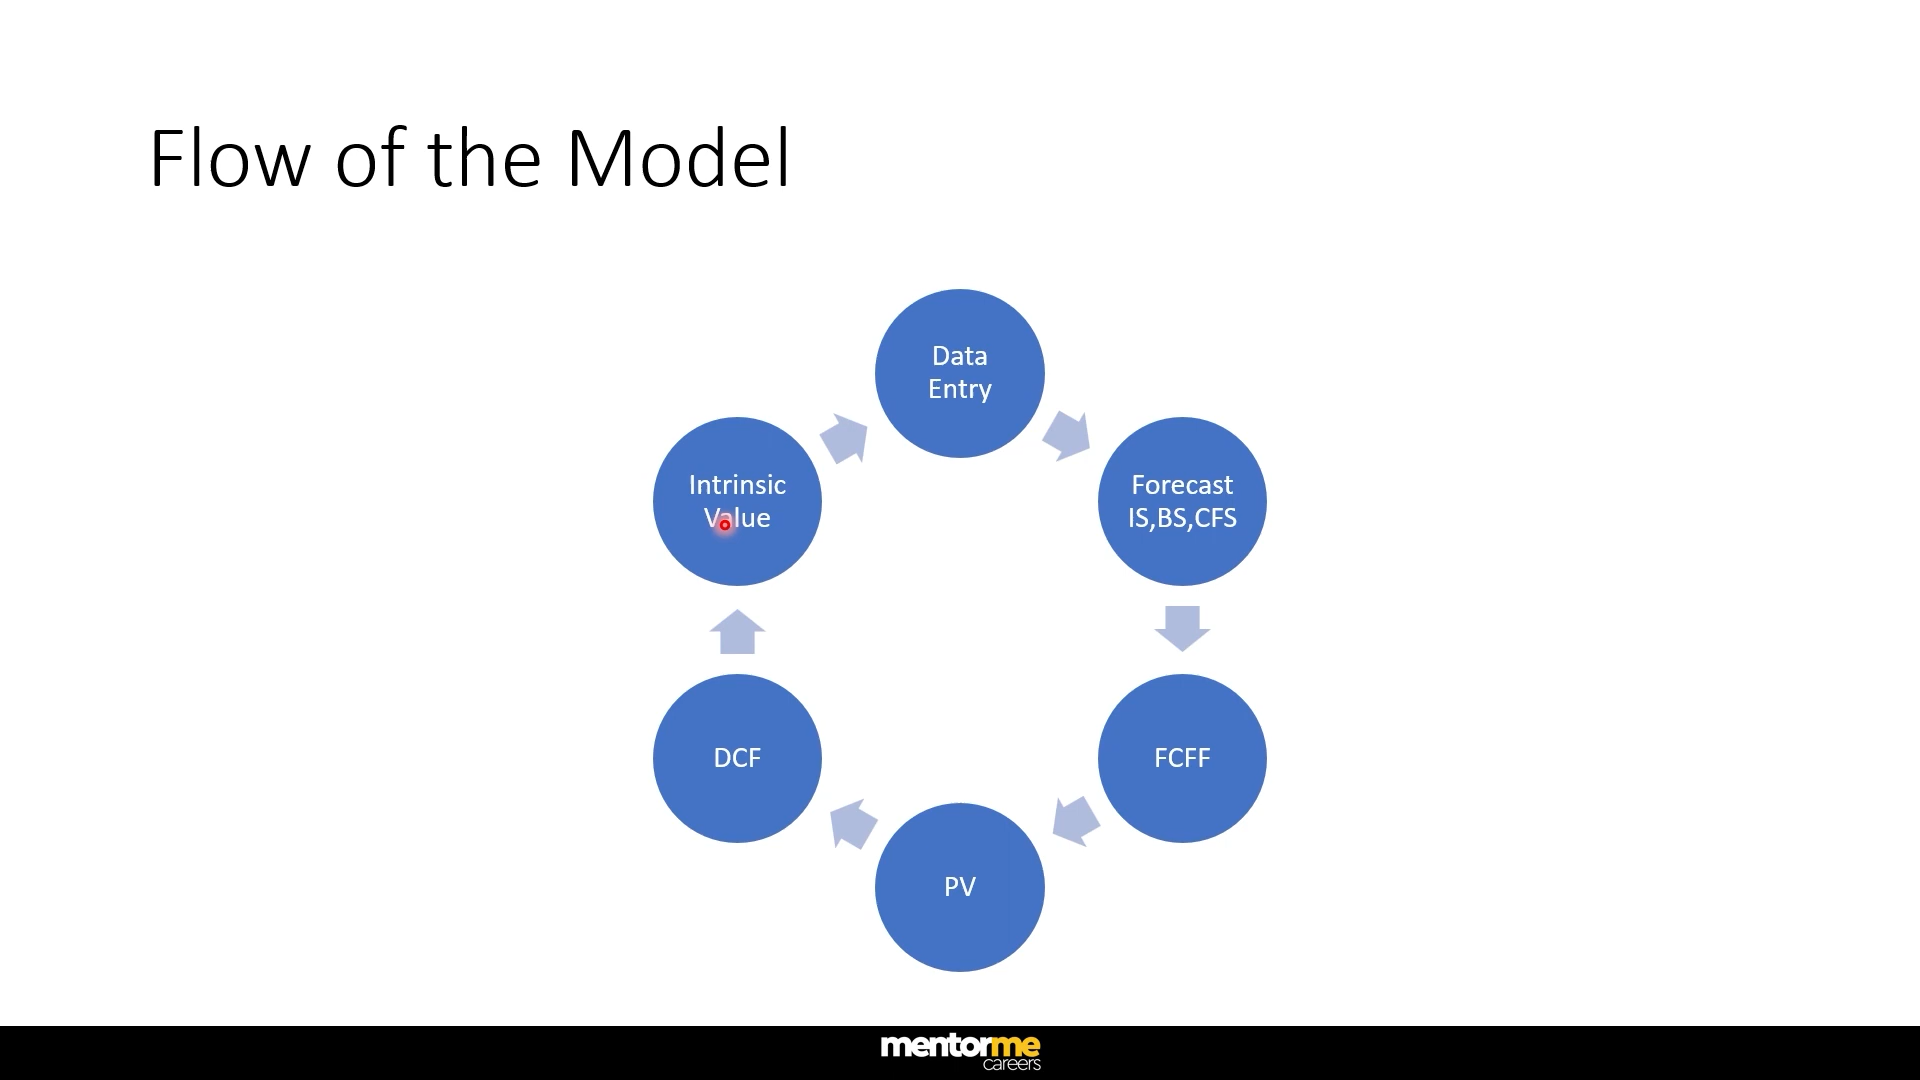 Flow of the Model
Data
Entry
Forecast
IS,BS,CFS
FCFF
PV
DCF
Intrinsic
Value
mentorme
careers